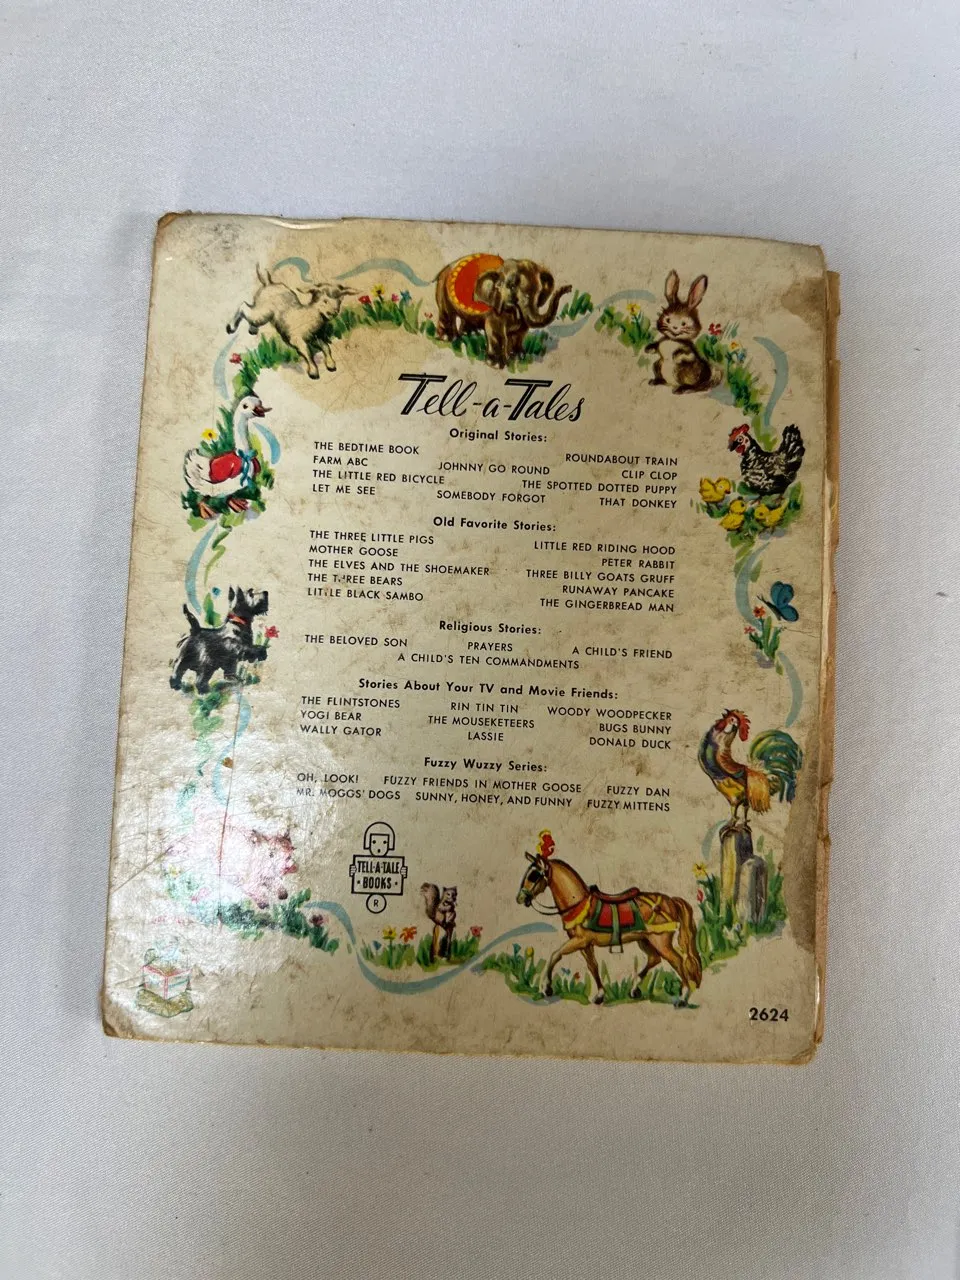 Tell-a-Tales
Original Stories:
THE BEDTIME BOOK ROUNDABOUT TRAIN
FARM ABC JOHNNY GO ROUND CLIP CLOP
THE LITTLE RED BICYCLE THE SPOTTED DOTTED PUPPY
LET ME SEE SOMEBODY FORGOT THAT DONKEY
Old Favorite Stories:
THE THREE LITTLE PIGS LITTLE RED RIDING HOOD
MOTHER GOOSE PETER RABBIT
THE ELVES AND THE SHOEMAKER THREE BILLY GOATS GRUFF
THE THREE BEARS RUNAWAY PANCAKE
LITTLE BLACK SAMBO THE GINGERBREAD MAN
Religious Stories:
THE BELOVED SON PRAYERS A CHILD'S FRIEND
A CHILD'S TEN COMMANDMENTS
Stories About Your TV and Movie Friends:
THE FLINTSTONES RIN TIN TIN WOODY WOODPECKER
YOGI BEAR THE MOUSEKETEERS BUGS BUNNY
WALLY GATOR LASSIE DONALD DUCK
Fuzzy Wuzzy Series:
OH, LOOK! FUZZY FRIENDS IN MOTHER GOOSE FUZZY DAN
MR. MOGGS' DOGS SUNNY, HONEY, AND FUNNY FUZZY MITTENS
TELL-A-TALE
• BOOKS •
R
2624